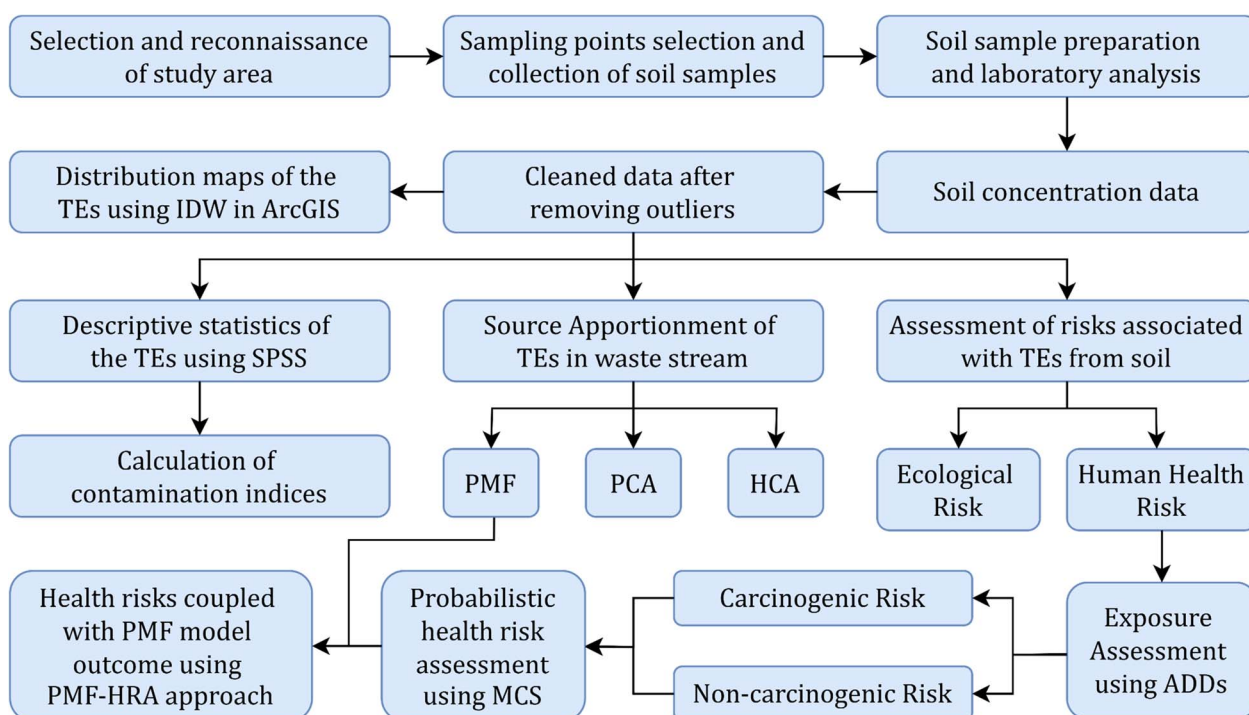 Selection and reconnaissance
of study area
Sampling points selection and
collection of soil samples
Soil sample preparation
and laboratory analysis
Distribution maps of the
TEs using IDW in ArcGIS
Cleaned data after
removing outliers
Soil concentration data
Descriptive statistics of
the TEs using SPSS
Source Apportionment of
TEs in waste stream
Assessment of risks associated
with TEs from soil
Calculation of
contamination indices
PMF
PCA
HCA
Ecological
Risk
Human Health
Risk
Health risks coupled
with PMF model
outcome using
PMF-HRA approach
Probabilistic
health risk
assessment
using MCS
Carcinogenic Risk
Non-carcinogenic Risk
Exposure
Assessment
using ADDs